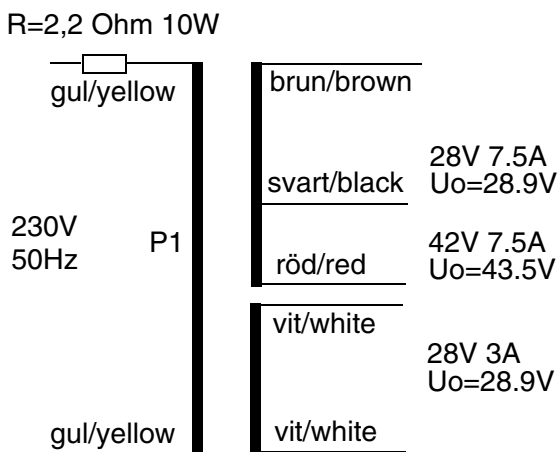 R=2,2 Ohm 10W
gul/yellow
brun/brown
svart/black
28V 7.5A
Uo=28.9V
230V
50Hz
P1
röd/red
42V 7.5A
Uo=43.5V
vit/white
28V 3A
Uo=28.9V
gul/yellow
vit/white